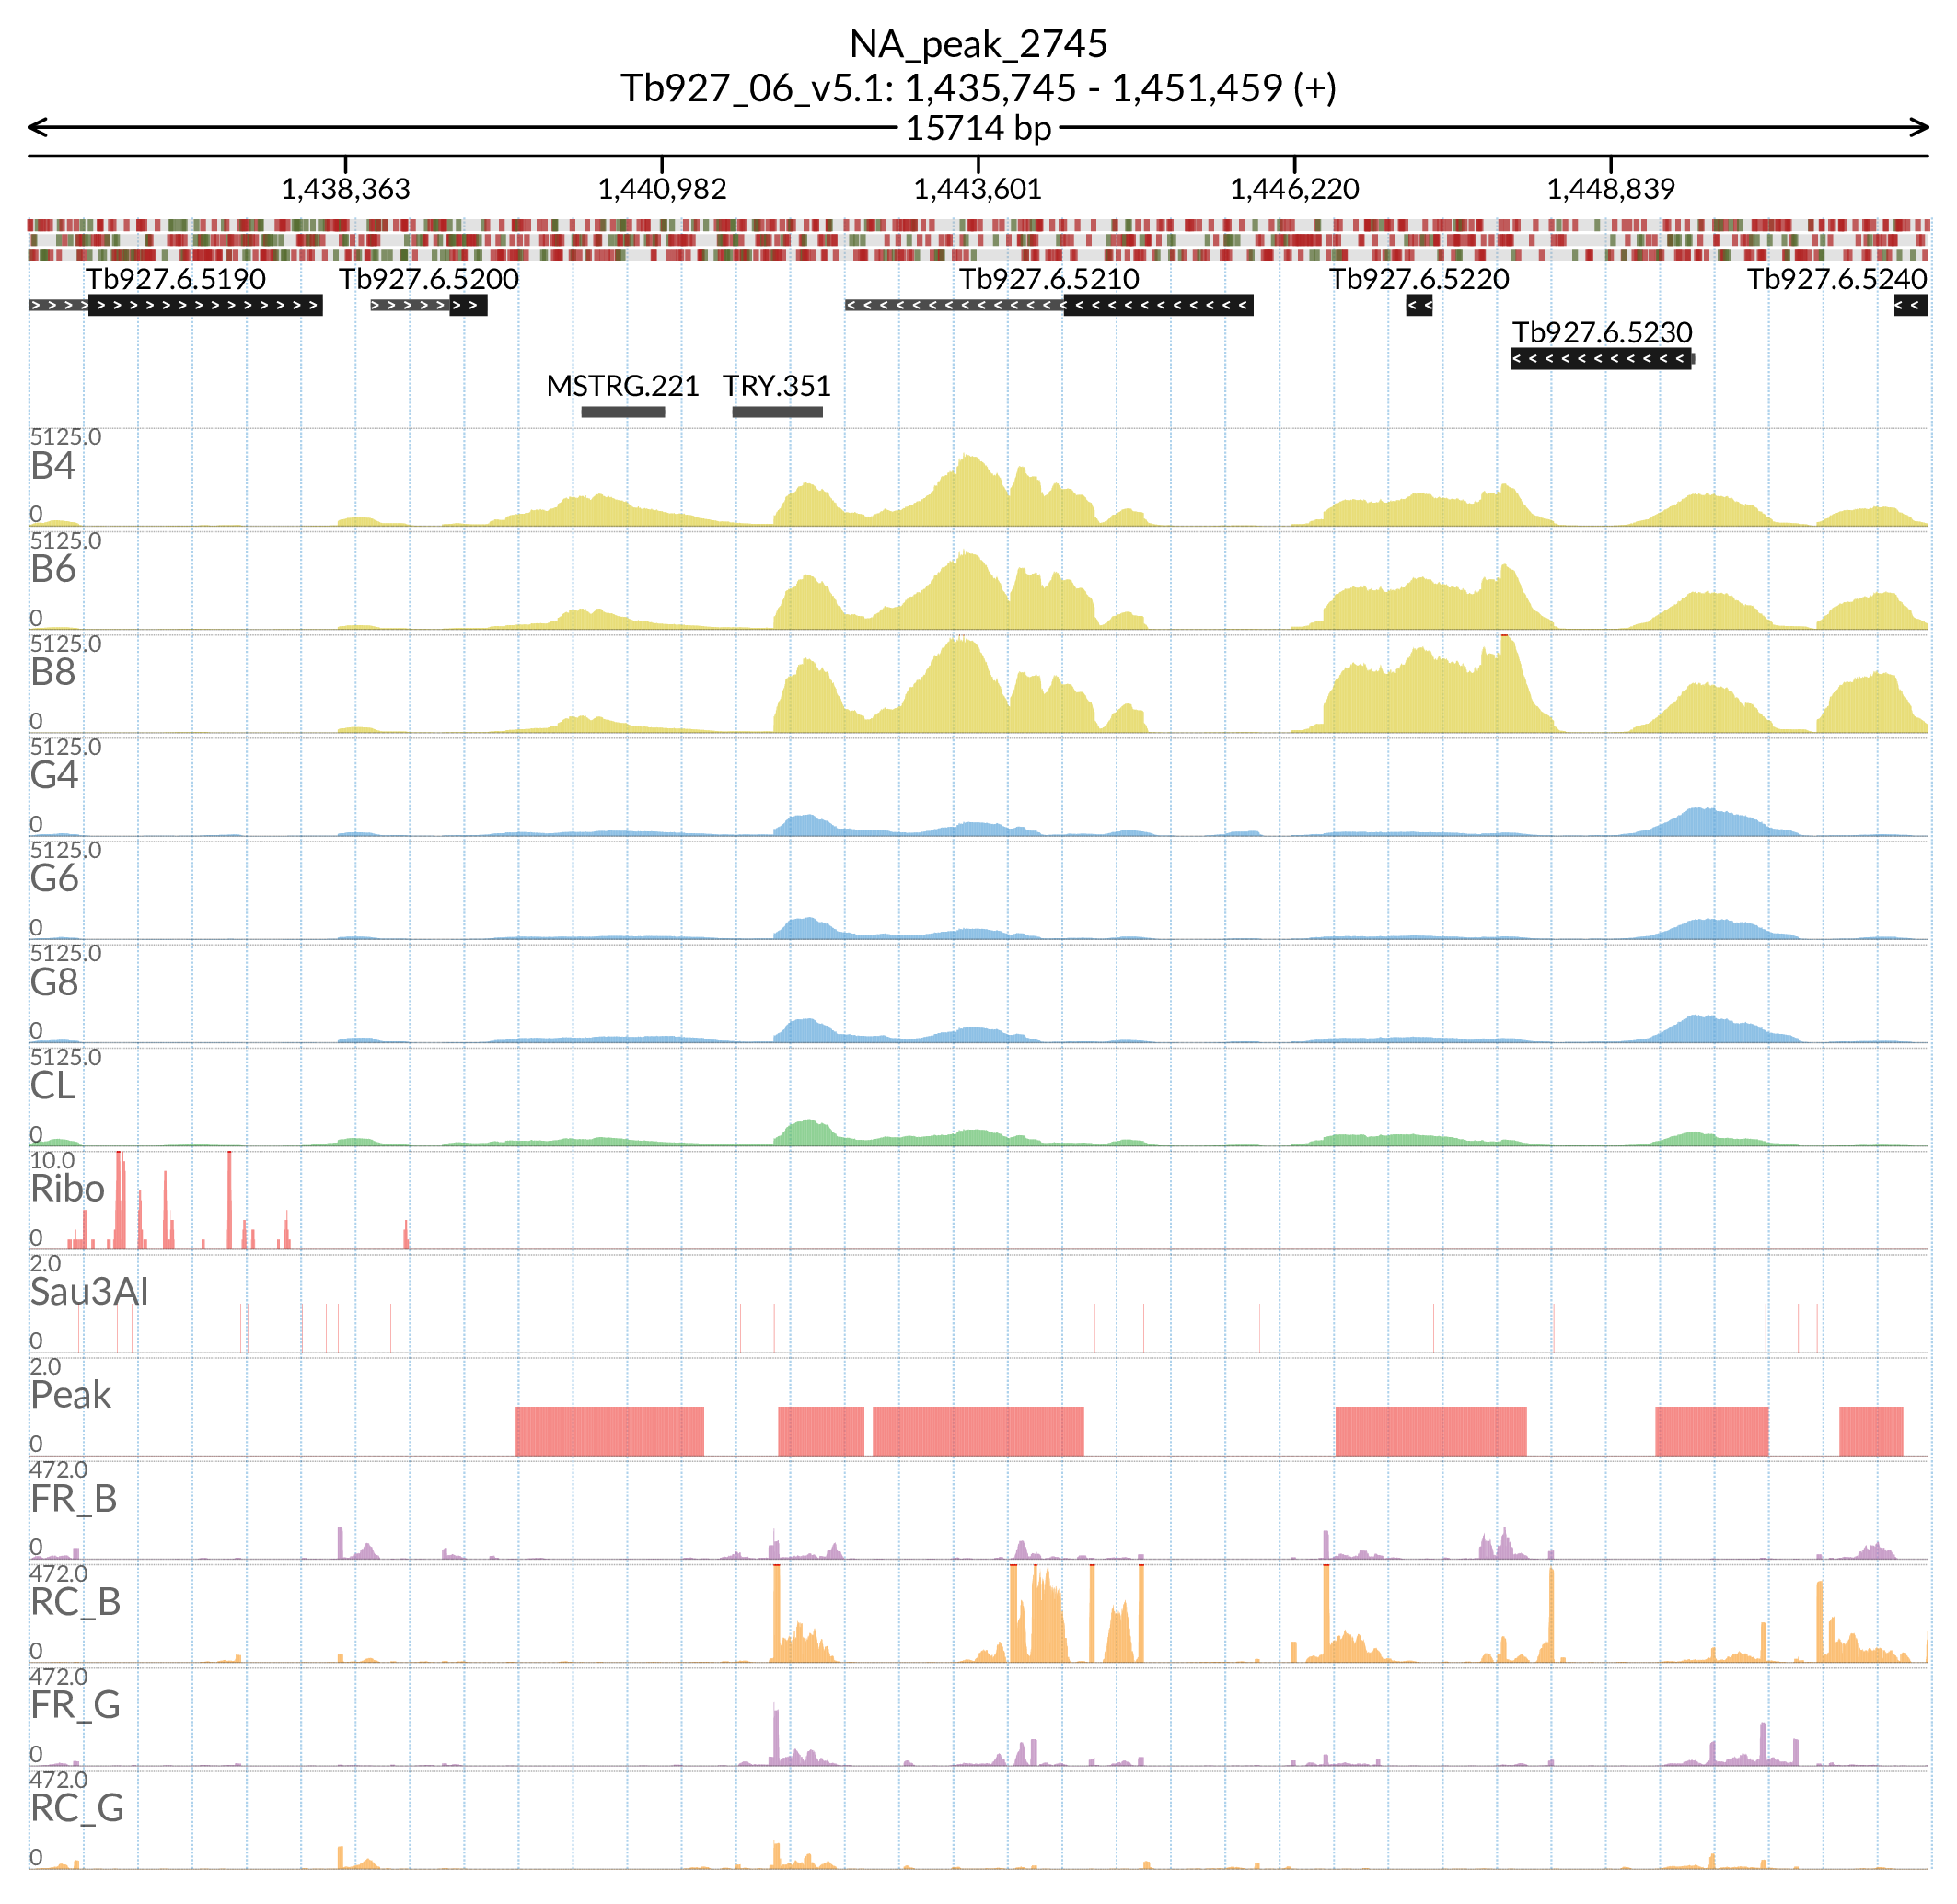 NA_peak_2745
Tb927_06_v5.1: 1,435,745 - 1,451,459 (+)
15714 bp
1,438,363 1,440,982 1,443,601 1,446,220 1,448,839
Tb927.6.5190 Tb927.6.5200 Tb927.6.5210 Tb927.6.5220 Tb927.6.5240
Tb927.6.5230
MSTRG.221 TRY.351
5125.0
B4
0
5125.0
B6
0
5125.0
B8
0
5125.0
G4
0
5125.0
G6
0
5125.0
G8
0
5125.0
CL
0
10.0
Ribo
0
2.0
Sau3AI
0
2.0
Peak
0
472.0
FR_B
0
472.0
RC_B
0
472.0
FR_G
0
472.0
RC_G
0